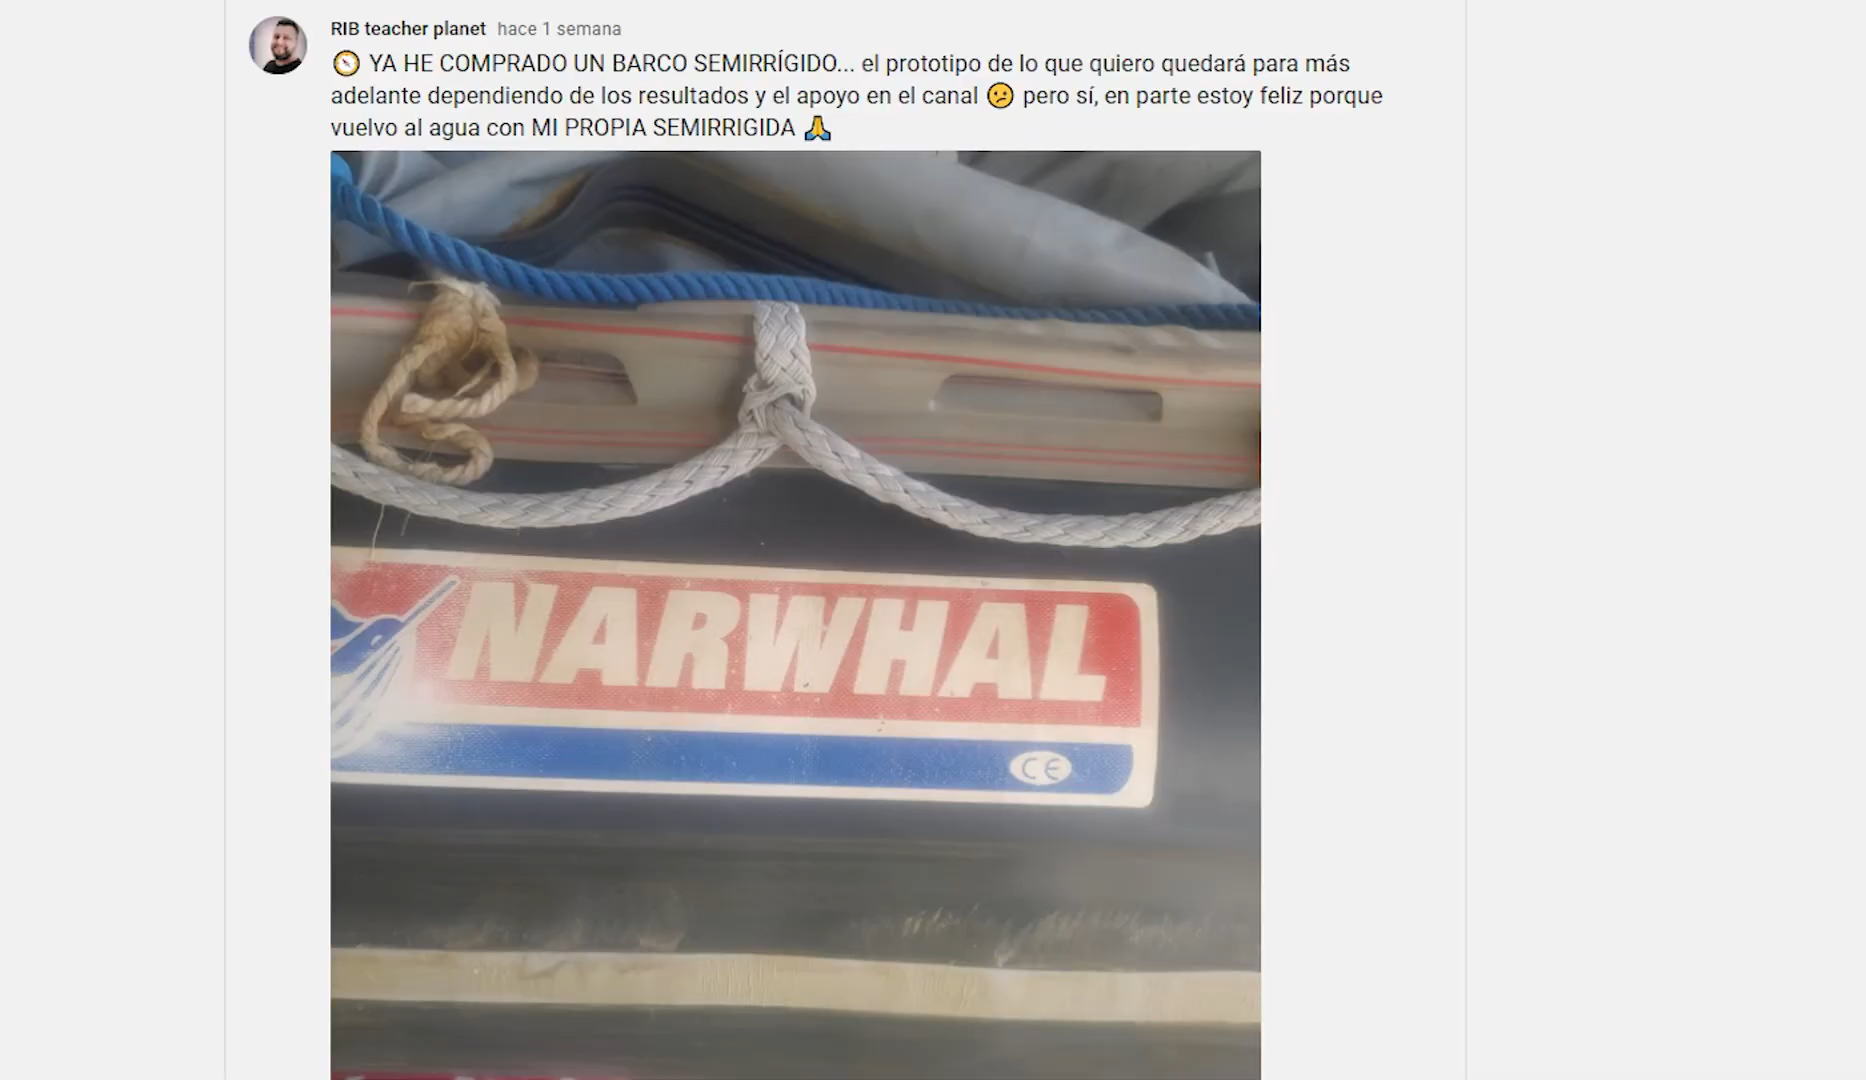 RIB teacher planet hace 1 semana
🧭 YA HE COMPRADO UN BARCO SEMIRRÍGIDO... el prototipo de lo que quiero quedará para más
adelante dependiendo de los resultados y el apoyo en el canal 😕 pero sí, en parte estoy feliz porque
vuelvo al agua con MI PROPIA SEMIRRIGIDA 🙏
NARWHAL
CE